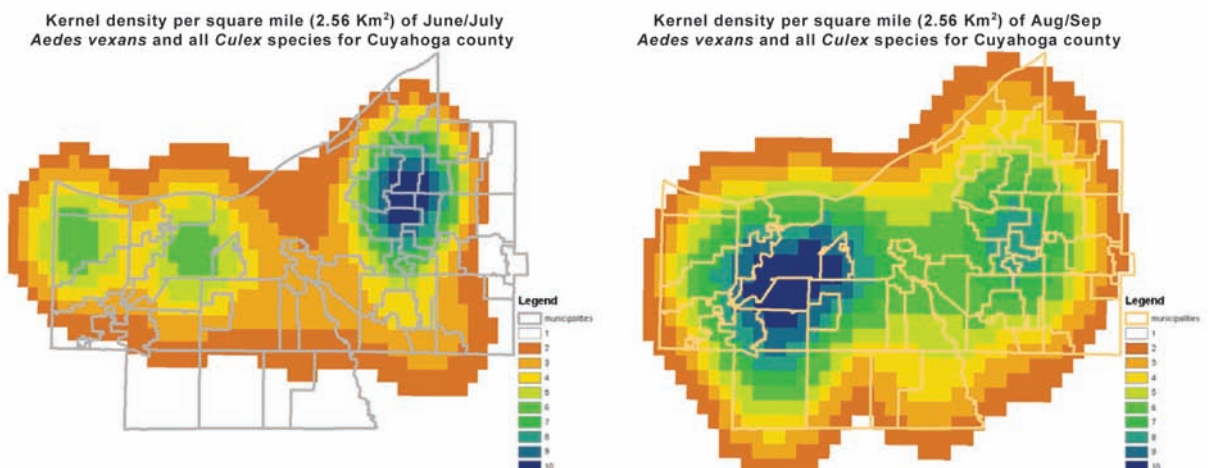 Kernel density per square mile (2.56 Km²) of June/July
Aedes vexans and all Culex species for Cuyahoga county
Legend
municipalities
1
2
3
4
5
6
7
8
9
10
Kernel density per square mile (2.56 Km²) of Aug/Sep
Aedes vexans and all Culex species for Cuyahoga county
Legend
municipalities
1
2
3
4
5
6
7
8
9
10